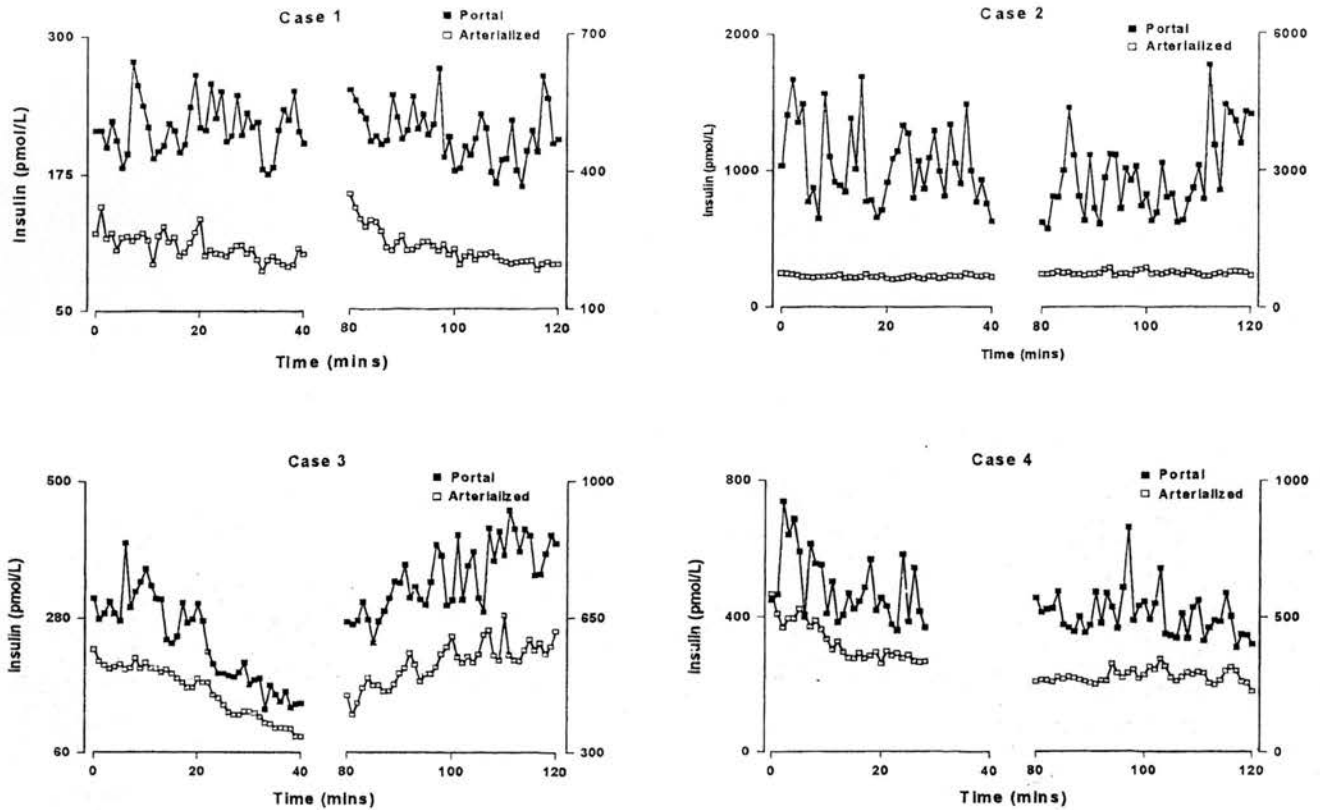 Case 1
■ Portal
□ Arterialized
300
175
50
Insulin (pmol/L)
700
400
100
0 20 40 80 100 120
Time (mins)
Case 2
■ Portal
□ Arterialized
2000
1000
0
Insulin (pmol/L)
6000
3000
0
0 10 20 30 40 80 100 120
Time (mins)
Case 3
■ Portal
□ Arterialized
500
280
60
Insulin (pmol/L)
1000
650
300
0 10 20 30 40 80 100 120
Time (mins)
Case 4
■ Portal
□ Arterialized
800
400
0
Insulin (pmol/L)
1000
500
0
0 20 40 80 100 120
Time (mins)